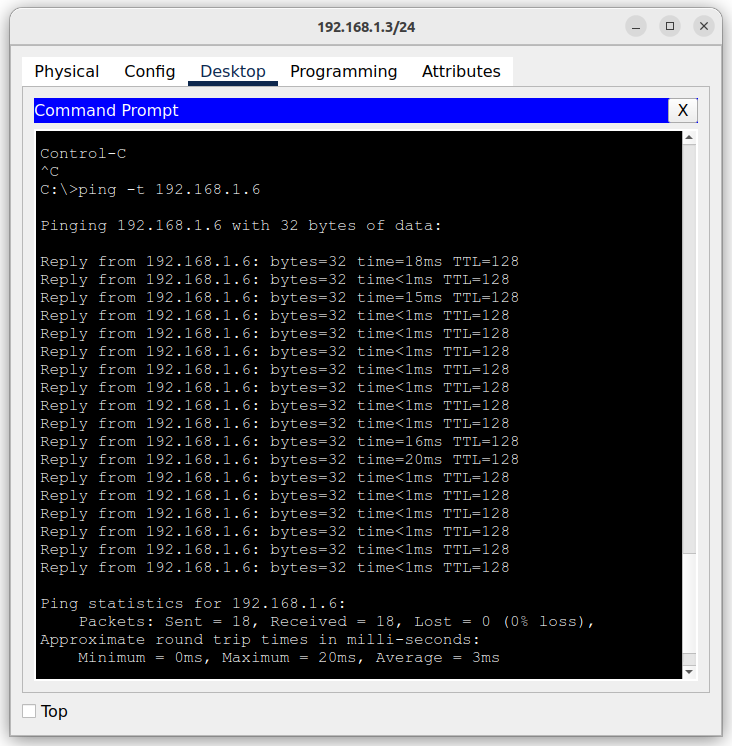 192.168.1.3/24
Physical Config Desktop Programming Attributes
Command Prompt X
Control-C
^C
C:\>ping -t 192.168.1.6
Pinging 192.168.1.6 with 32 bytes of data:
Reply from 192.168.1.6: bytes=32 time=18ms TTL=128
Reply from 192.168.1.6: bytes=32 time<1ms TTL=128
Reply from 192.168.1.6: bytes=32 time=15ms TTL=128
Reply from 192.168.1.6: bytes=32 time<1ms TTL=128
Reply from 192.168.1.6: bytes=32 time<1ms TTL=128
Reply from 192.168.1.6: bytes=32 time<1ms TTL=128
Reply from 192.168.1.6: bytes=32 time<1ms TTL=128
Reply from 192.168.1.6: bytes=32 time<1ms TTL=128
Reply from 192.168.1.6: bytes=32 time<1ms TTL=128
Reply from 192.168.1.6: bytes=32 time<1ms TTL=128
Reply from 192.168.1.6: bytes=32 time=16ms TTL=128
Reply from 192.168.1.6: bytes=32 time=20ms TTL=128
Reply from 192.168.1.6: bytes=32 time<1ms TTL=128
Reply from 192.168.1.6: bytes=32 time<1ms TTL=128
Reply from 192.168.1.6: bytes=32 time<1ms TTL=128
Reply from 192.168.1.6: bytes=32 time<1ms TTL=128
Reply from 192.168.1.6: bytes=32 time<1ms TTL=128
Reply from 192.168.1.6: bytes=32 time<1ms TTL=128
Ping statistics for 192.168.1.6:
Packets: Sent = 18, Received = 18, Lost = 0 (0% loss),
Approximate round trip times in milli-seconds:
Minimum = 0ms, Maximum = 20ms, Average = 3ms
Top